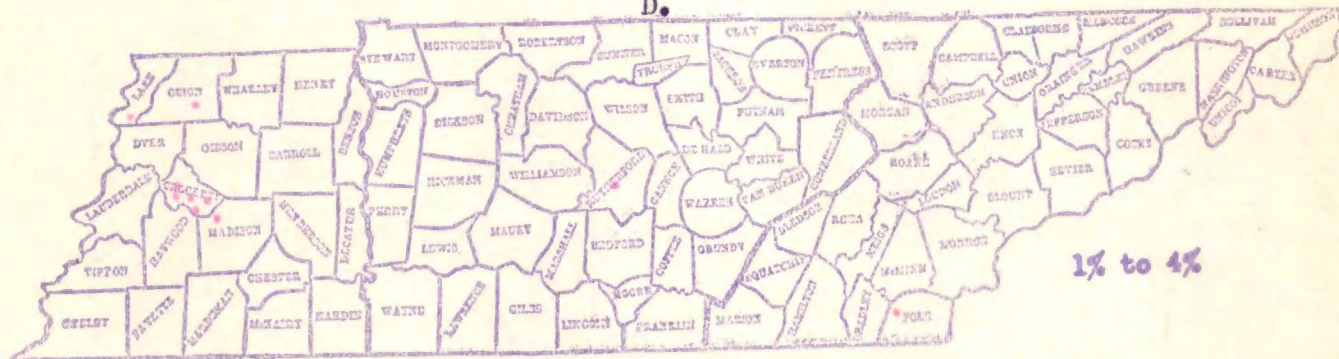 D.
STEWART MONTGOMERY ROBERTSON SUMNER MACON CLAY PICKETT SCOTT CAMPBELL CLAIBORNE HANCOCK HAWKINS SULLIVAN JOHNSON
LAKE OBION WEAKLEY HENRY HOUSTON CHEATHAM TROUSDALE OVERTON FENTRESS UNION GRAINGER GREENE WASHINGTON CARTER UNICOI
DYER GIBSON CARROLL BENTON HUMPHREYS DICKSON DAVIDSON WILSON SMITH PUTNAM MORGAN ANDERSON KNOX JEFFERSON COCKE
LAUDERDALE CROCKETT HICKMAN WILLIAMSON RUTHERFORD CANNON DE KALB WHITE CUMBERLAND ROANE LOUDON BLOUNT SEVIER
TIPTON HAYWOOD MADISON HENDERSON DECATUR PERRY LEWIS MAURY MARSHALL BEDFORD COFFEE WARREN VAN BUREN BLEDSOE RHEA MEIGS MONROE
CHESTER MOORE GRUNDY McMINN
1% to 4%
SHELBY FAYETTE HARDEMAN McNAIRY HARDIN WAYNE LAWRENCE GILES LINCOLN FRANKLIN MARION HAMILTON BRADLEY POLK